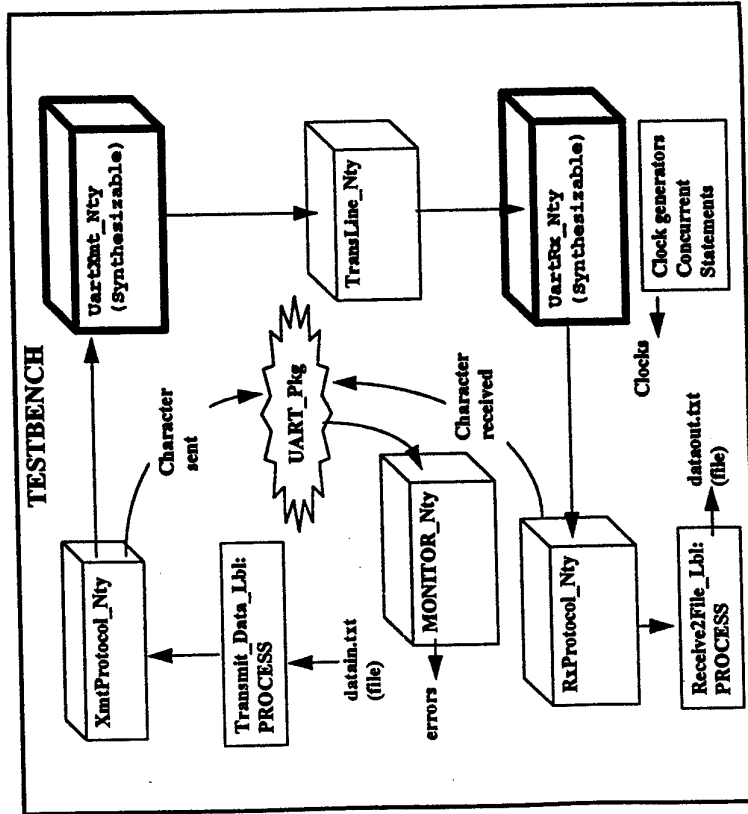 TESTBENCH
XmtProtocol_Nty
Transmit_Data_Lbl:
PROCESS
datain.txt
(file)
Character
sent
UartXmt_Nty
(Synthesizable)
UART_Pkg
TransLine_Nty
MONITOR_Nty
errors
Character
received
RxProtocol_Nty
UartRx_Nty
(Synthesizable)
Receive2File_Lbl:
PROCESS
dataout.txt
(file)
Clocks
Clock generators
Concurrent
Statements